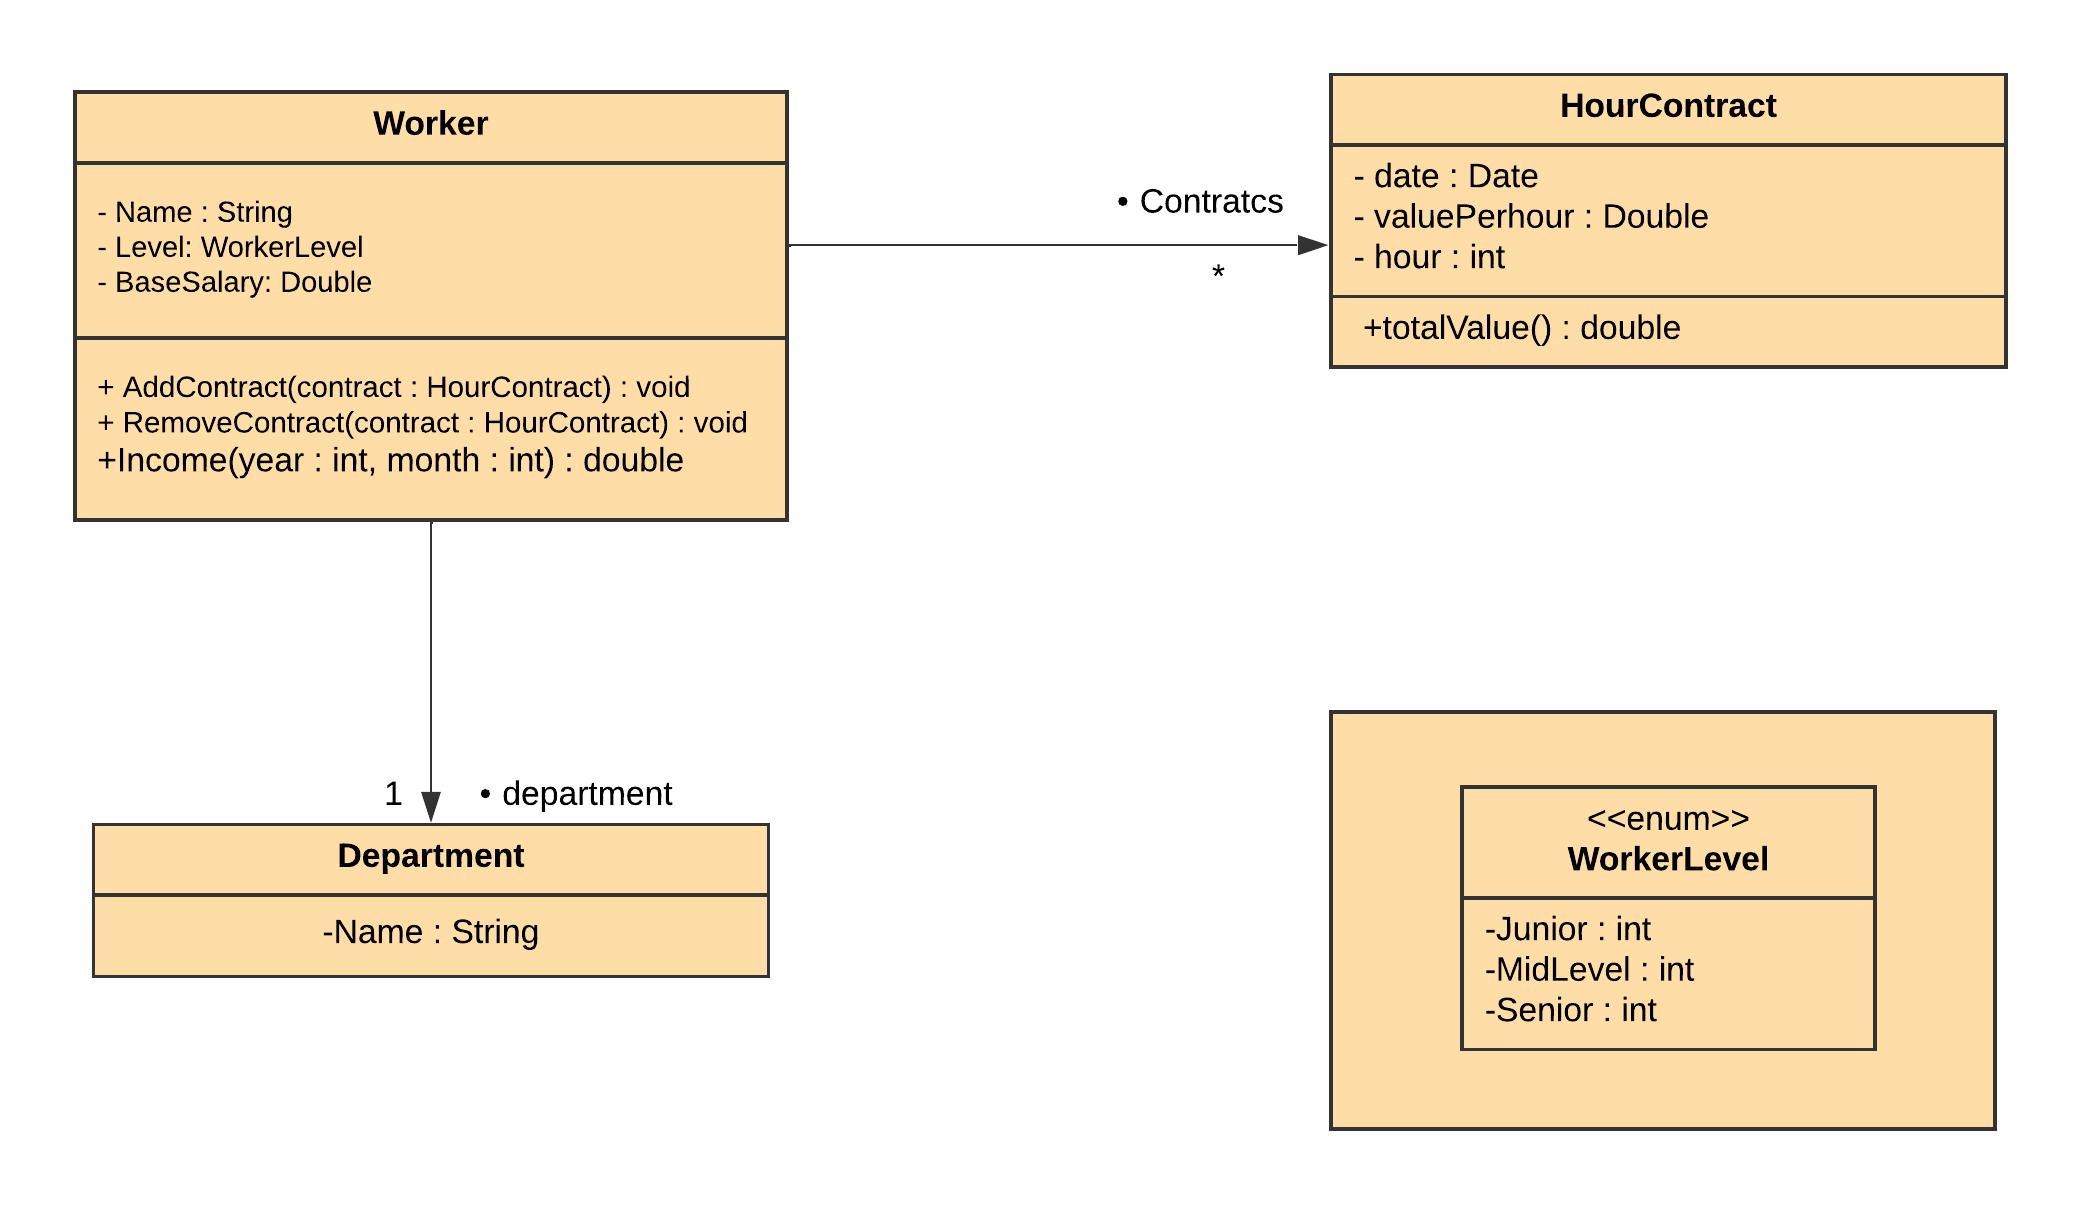 Worker
- Name : String
- Level: WorkerLevel
- BaseSalary: Double
+ AddContract(contract : HourContract) : void
+ RemoveContract(contract : HourContract) : void
+Income(year : int, month : int) : double
• Contratcs
*
HourContract
- date : Date
- valuePerhour : Double
- hour : int
+totalValue() : double
1
• department
Department
-Name : String
<<enum>>
WorkerLevel
-Junior : int
-MidLevel : int
-Senior : int